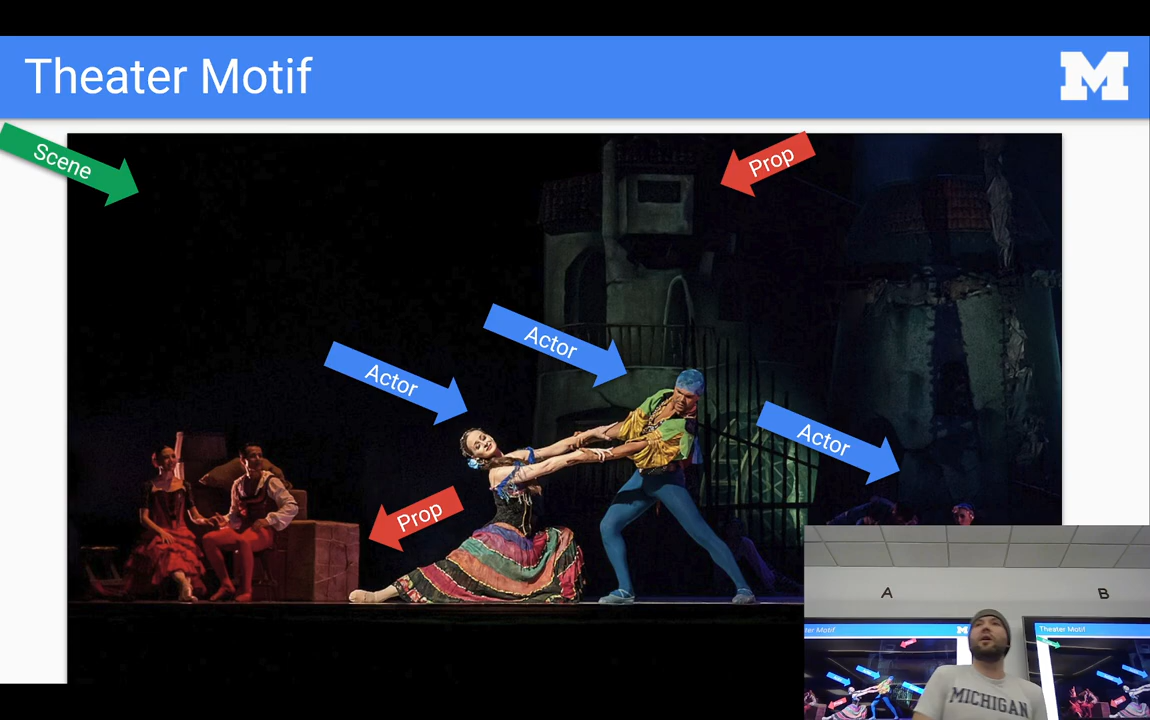 Theater Motif
M
Scene
Prop
Actor
Actor
Actor
Prop
A
B
Theater Motif
MICHIGAN